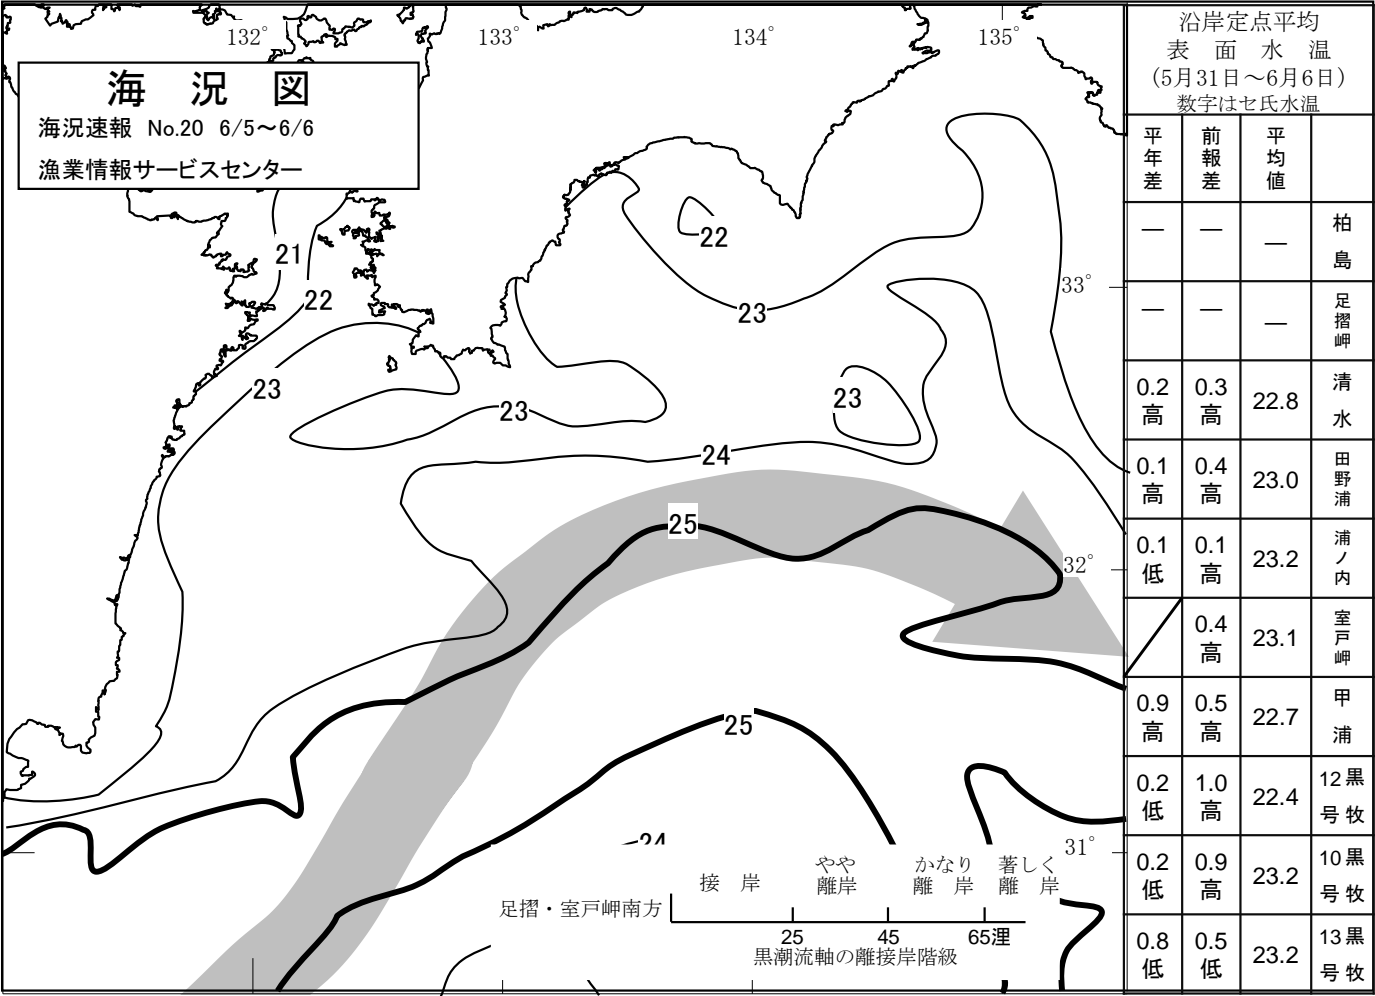 132°
133°
134°
135°
海　況　図
海況速報 No.20 6/5～6/6
漁業情報サービスセンター
21
22
22
23
33°
23
23
23
24
25
32°
25
24
31°
接　岸
やや
離岸
かなり
離　岸
著しく
離　岸
足摺・室戸岬南方
25
45
65浬
黒潮流軸の離接岸階級
沿岸定点平均
表　面　水　温
(5月31日～6月6日)
数字はセ氏水温
平年差 前報差 平均値
― ― ― 柏島
― ― ― 足摺岬
0.2高 0.3高 22.8 清水
0.1高 0.4高 23.0 田野浦
0.1低 0.1高 23.2 浦ノ内
0.4高 23.1 室戸岬
0.9高 0.5高 22.7 甲浦
0.2低 1.0高 22.4 黒牧12号
0.2低 0.9高 23.2 黒牧10号
0.8低 0.5低 23.2 黒牧13号